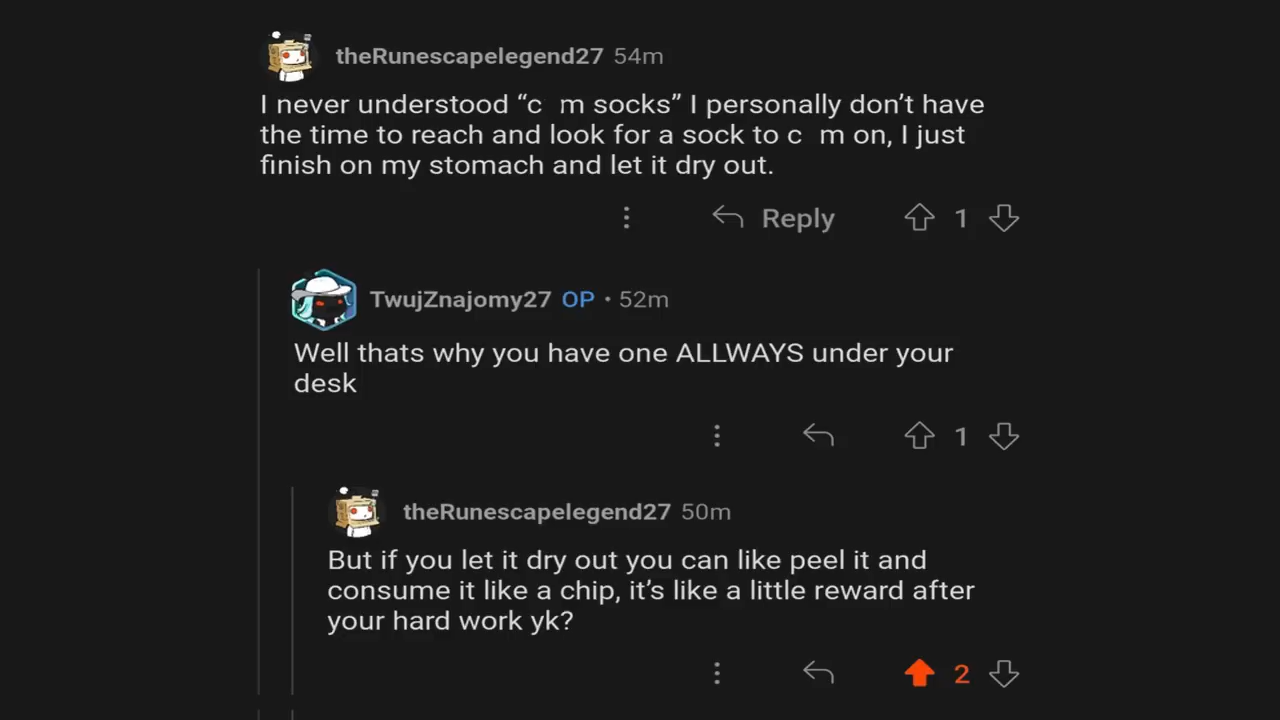 theRunescapelegend27 54m
I never understood “c  m socks” I personally don’t have
the time to reach and look for a sock to c  m on, I just
finish on my stomach and let it dry out.
Reply 1
TwujZnajomy27 OP • 52m
Well thats why you have one ALLWAYS under your
desk
1
theRunescapelegend27 50m
But if you let it dry out you can like peel it and
consume it like a chip, it’s like a little reward after
your hard work yk?
2